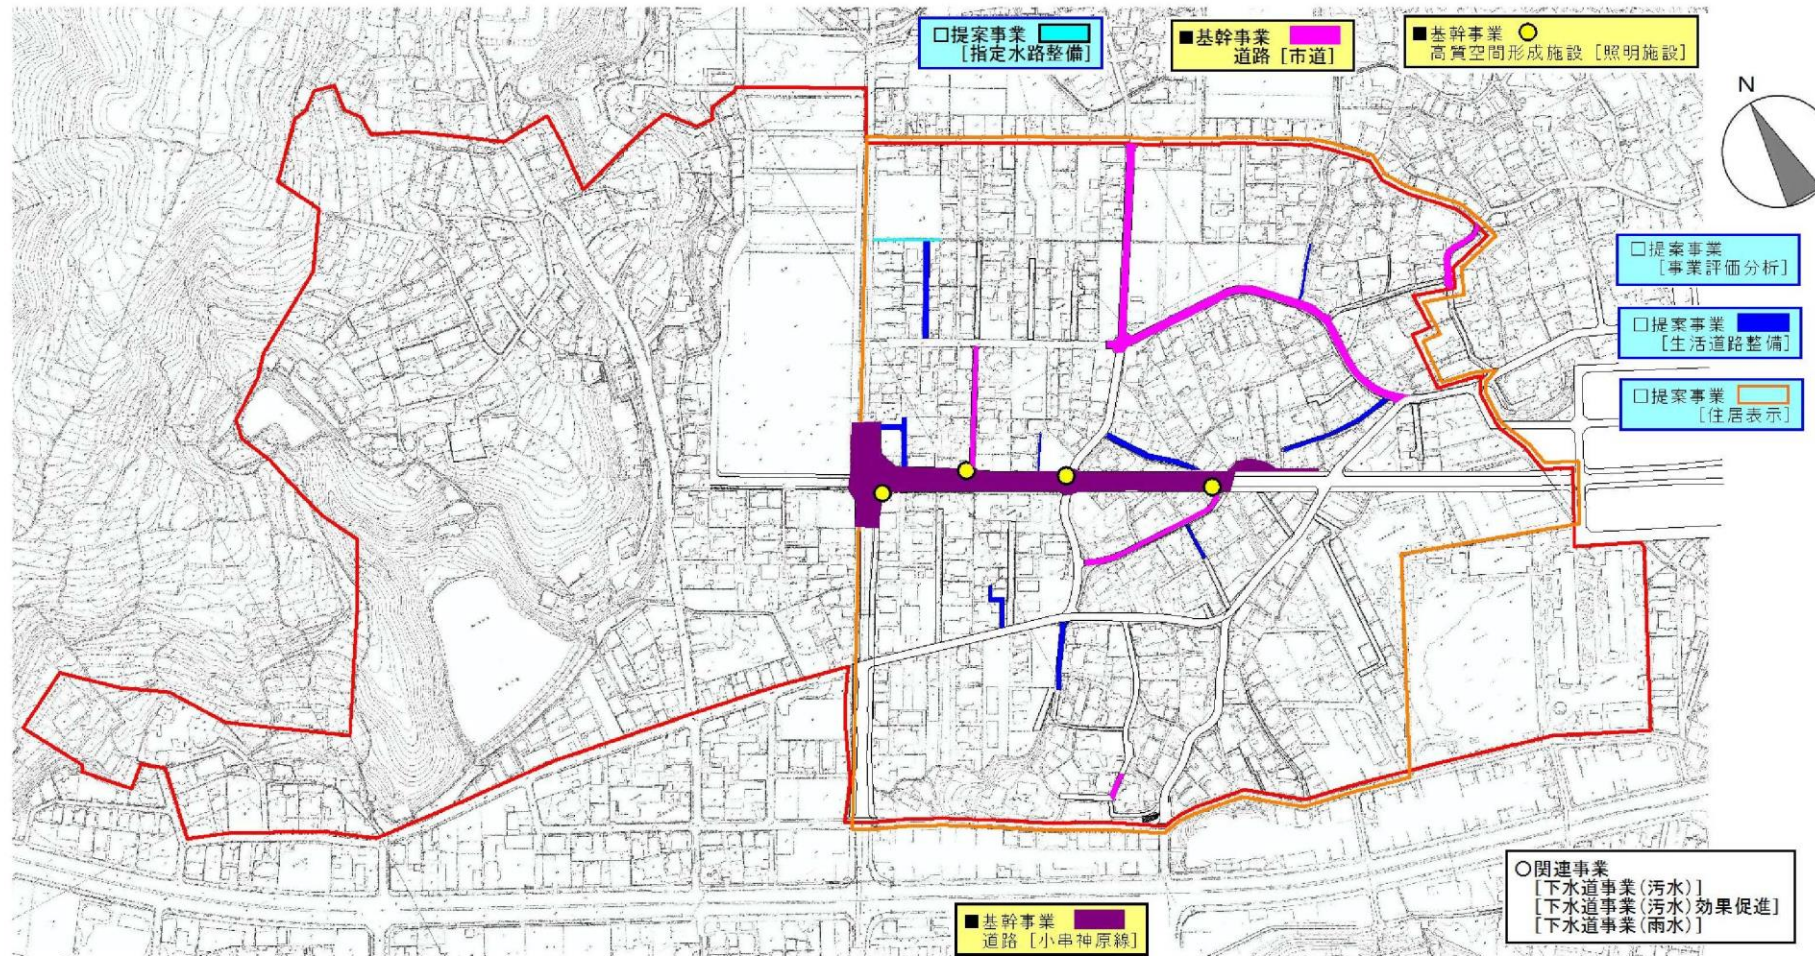 □提案事業
[指定水路整備]
■基幹事業
道路 [市道]
■基幹事業
高質空間形成施設 [照明施設]
N
□提案事業
[事業評価分析]
□提案事業
[生活道路整備]
□提案事業
[住居表示]
○関連事業
[下水道事業(汚水)]
[下水道事業(汚水)効果促進]
[下水道事業(雨水)]
■基幹事業
道路 [小串神原線]